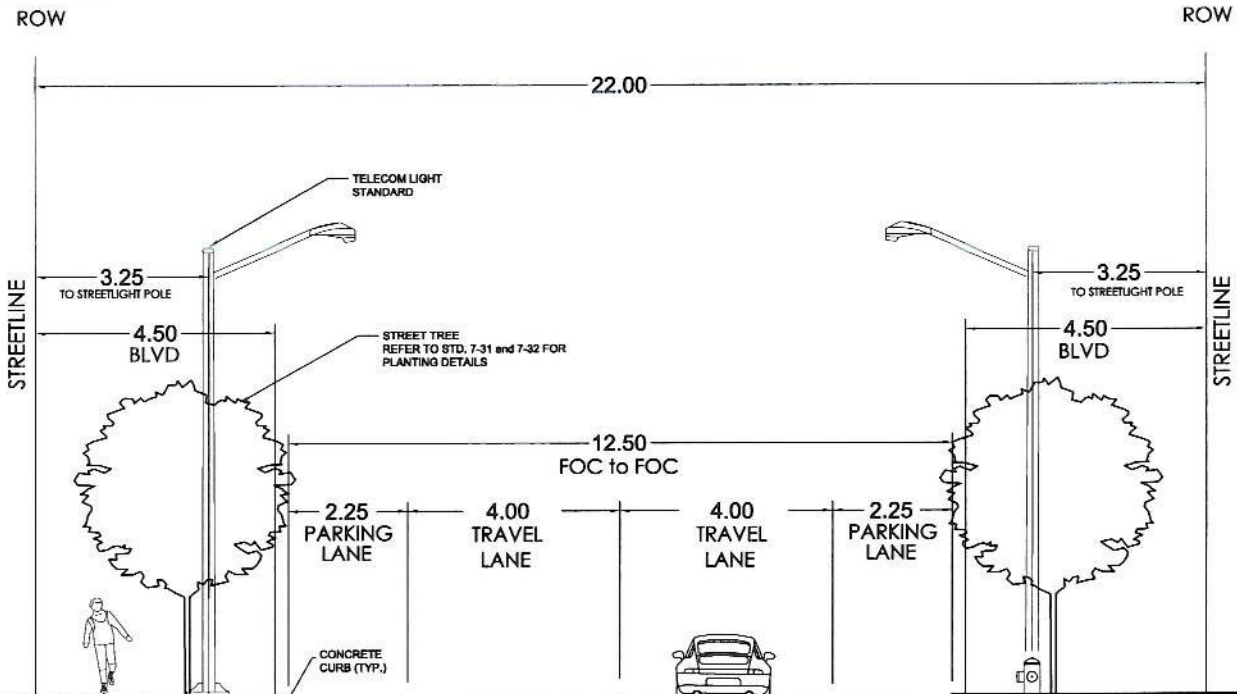 ROW
ROW
22.00
TELECOM LIGHT
STANDARD
3.25
TO STREETLIGHT POLE
3.25
TO STREETLIGHT POLE
4.50
BLVD
STREET TREE
REFER TO STD. 7-31 and 7-32 FOR
PLANTING DETAILS
4.50
BLVD
STREETLINE
STREETLINE
12.50
FOC to FOC
2.25
PARKING
LANE
4.00
TRAVEL
LANE
4.00
TRAVEL
LANE
2.25
PARKING
LANE
CONCRETE
CURB (TYP.)